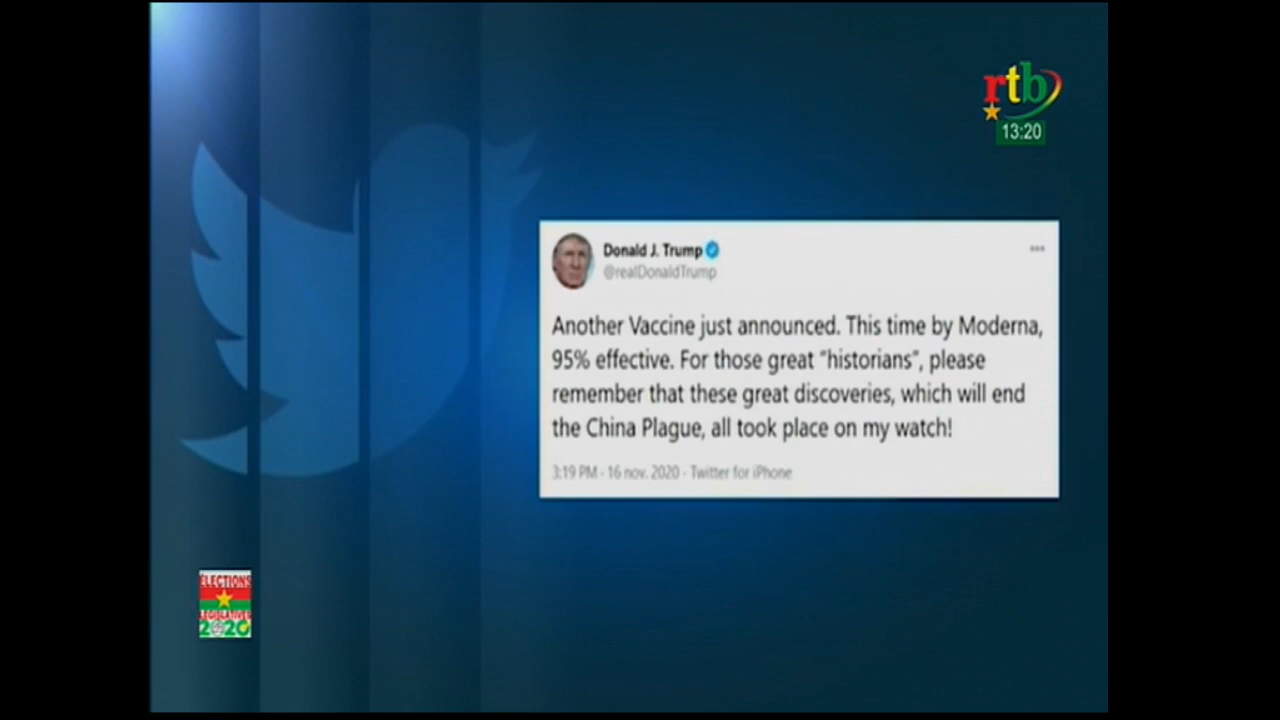 rtb
13:20
Donald J. Trump
@realDonaldTrump
Another Vaccine just announced. This time by Moderna,
95% effective. For those great "historians", please
remember that these great discoveries, which will end
the China Plague, all took place on my watch!
3:19 PM · 16 nov. 2020 · Twitter for iPhone
ÉLECTIONS
LÉGISLATIVES
2020